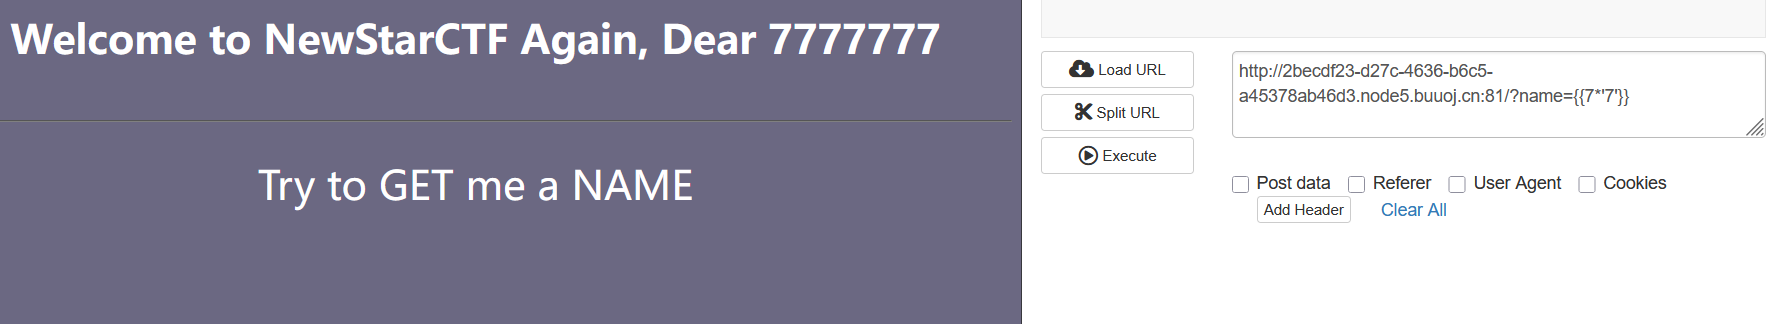 Welcome to NewStarCTF Again, Dear 7777777
Try to GET me a NAME
Load URL
Split URL
Execute
http://2becdf23-d27c-4636-b6c5-
a45378ab46d3.node5.buuoj.cn:81/?name={{7*'7'}}
Post data Referer User Agent Cookies
Add Header Clear All